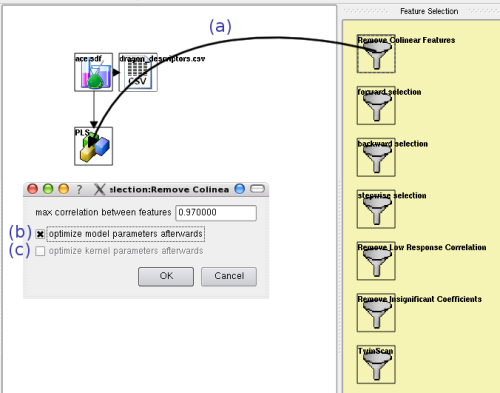 (a)
Feature Selection
Remove Colinear Features
ace.sdf
dragon_descriptors.csv
CSV
forward selection
PLS
backward selection
:lection:Remove Colinea
stepwise selection
max correlation between features 0.970000
(b) optimize model parameters afterwards
(c) optimize kernel parameters afterwards
Remove Low Response Correlation
OK Cancel
Remove Insignificant Coefficients
TwinScan